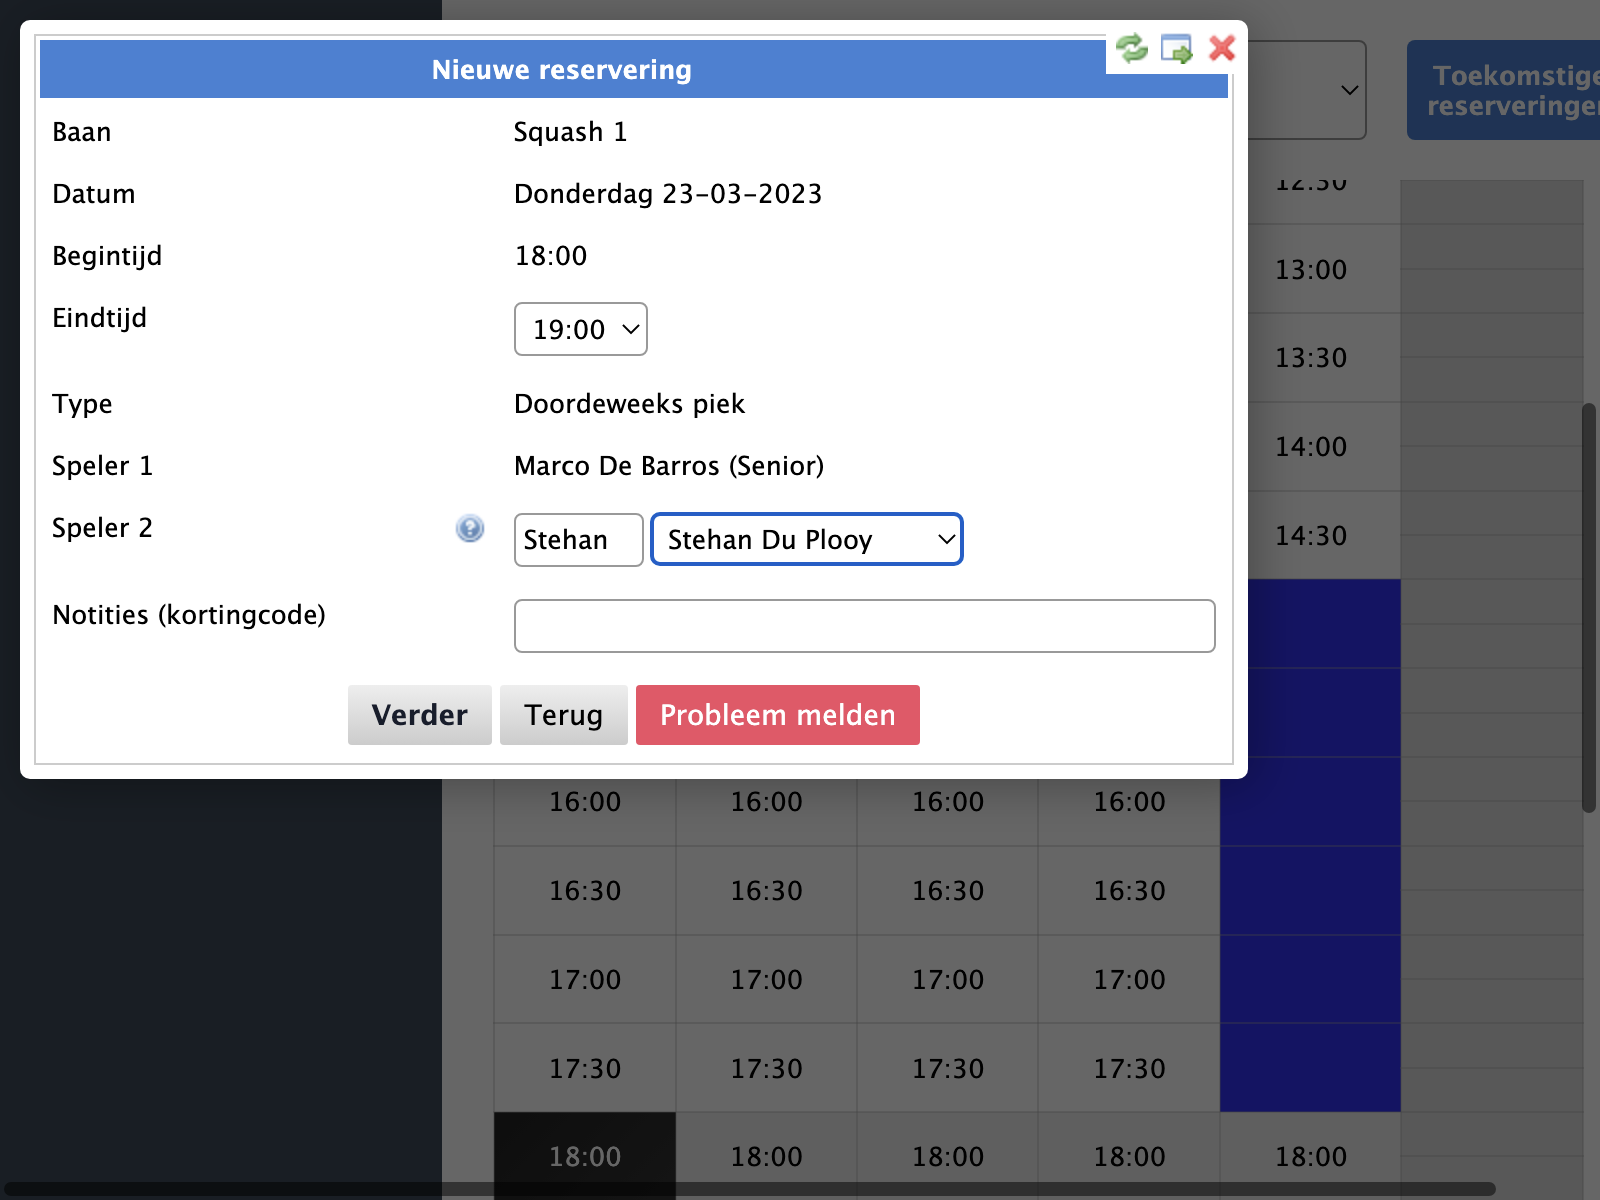 Nieuwe reservering
Baan Squash 1
Datum Donderdag 23-03-2023
Begintijd 18:00
Eindtijd 19:00
Type Doordeweeks piek
Speler 1 Marco De Barros (Senior)
Speler 2 Stehan Stehan Du Plooy
Notities (kortingcode)
Verder Terug Probleem melden
Toekomstige
reserveringen
12:30
13:00
13:30
14:00
14:30
16:00 16:00 16:00 16:00
16:30 16:30 16:30 16:30
17:00 17:00 17:00 17:00
17:30 17:30 17:30 17:30
18:00 18:00 18:00 18:00 18:00